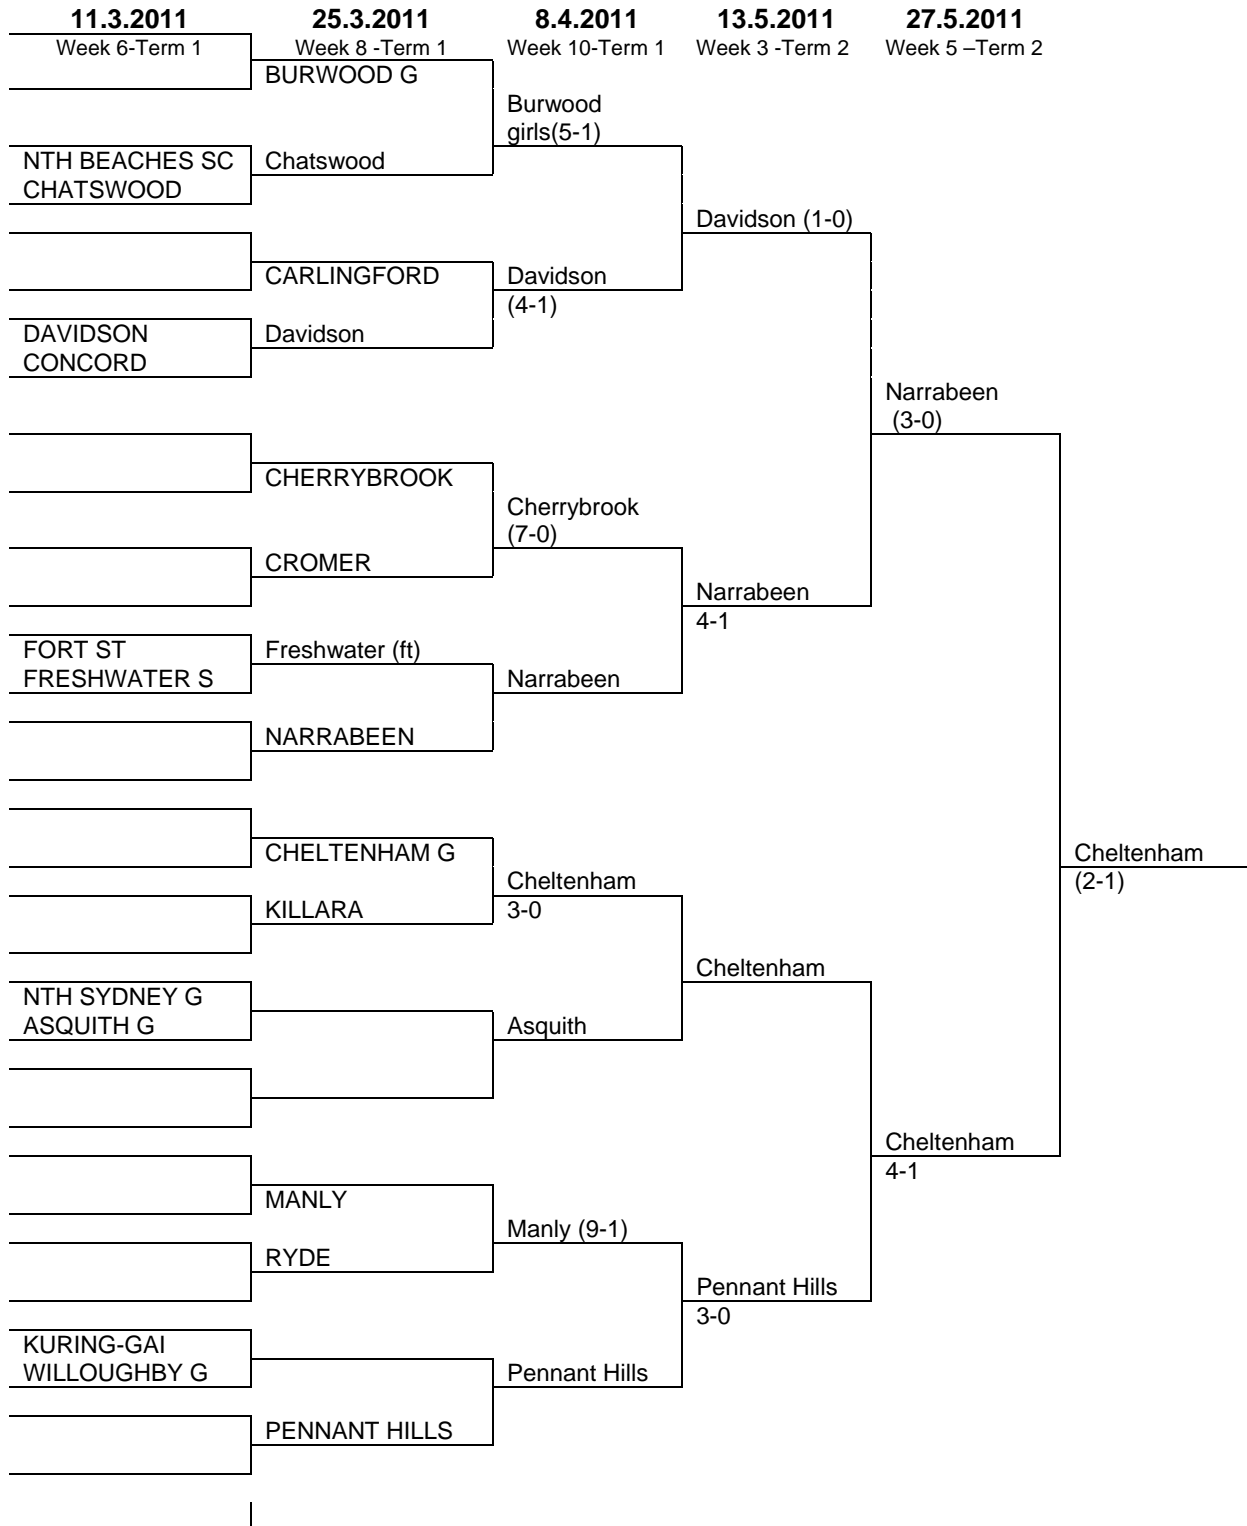 11.3.2011
Week 6-Term 1
25.3.2011
Week 8 -Term 1
8.4.2011
Week 10-Term 1
13.5.2011
Week 3 -Term 2
27.5.2011
Week 5 –Term 2
BURWOOD G
Burwood
girls(5-1)
NTH BEACHES SC
CHATSWOOD
Chatswood
Davidson (1-0)
CARLINGFORD
Davidson
(4-1)
DAVIDSON
CONCORD
Davidson
Narrabeen
(3-0)
CHERRYBROOK
Cherrybrook
(7-0)
CROMER
Narrabeen
4-1
FORT ST
FRESHWATER S
Freshwater (ft)
Narrabeen
NARRABEEN
CHELTENHAM G
Cheltenham
(2-1)
Cheltenham
3-0
KILLARA
Cheltenham
NTH SYDNEY G
ASQUITH G
Asquith
Cheltenham
4-1
MANLY
Manly (9-1)
RYDE
Pennant Hills
3-0
KURING-GAI
WILLOUGHBY G
Pennant Hills
PENNANT HILLS